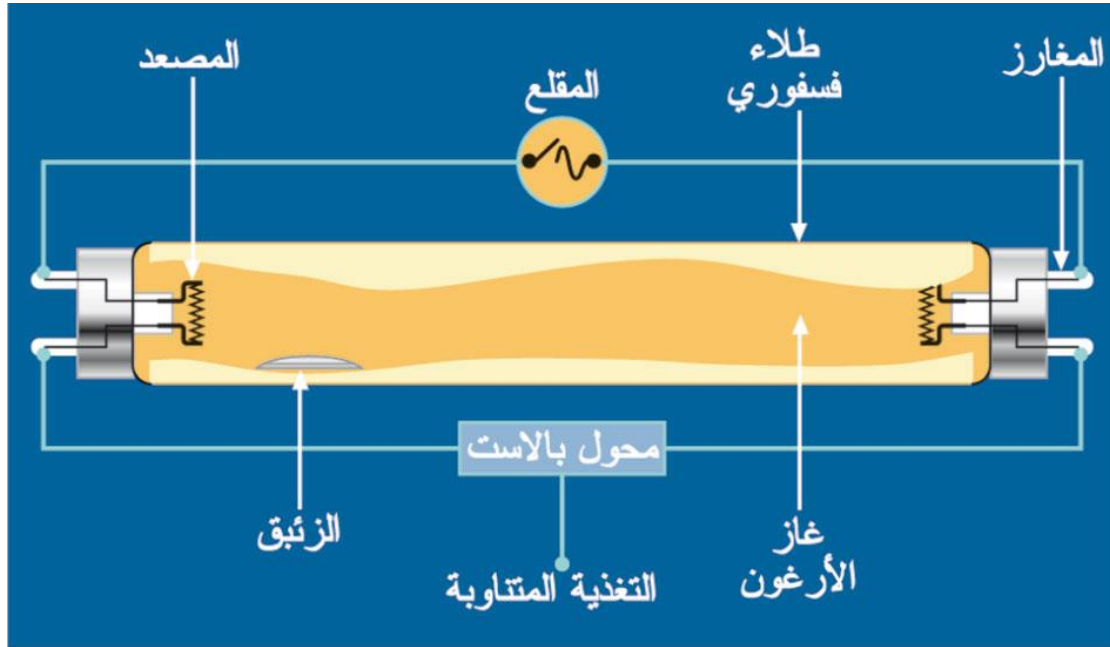 المغارز
طلاء
فسفوري
المقلع
المصعد
محول بالاست
الزئبق
غاز
الأرغون
التغذية المتناوبة